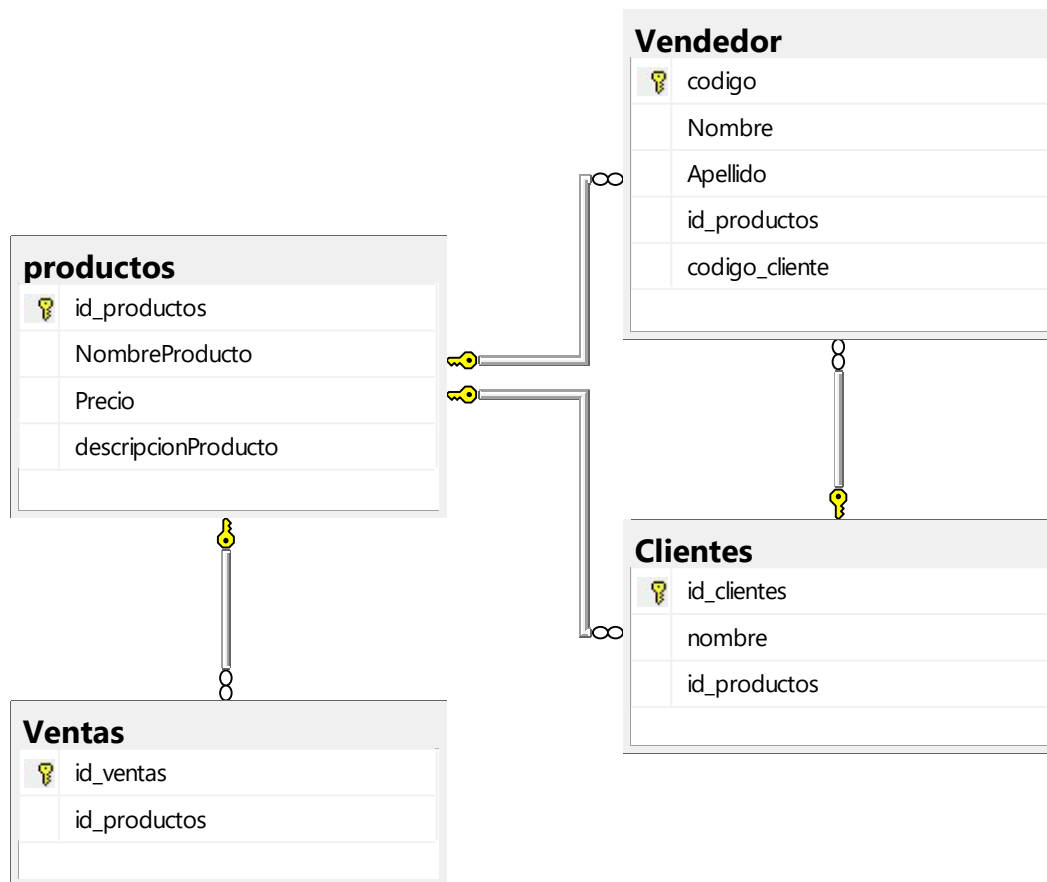 Vendedor
codigo
Nombre
Apellido
id_productos
codigo_cliente
productos
id_productos
NombreProducto
Precio
descripcionProducto
Clientes
id_clientes
nombre
id_productos
Ventas
id_ventas
id_productos